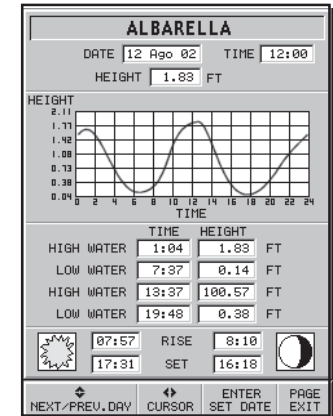 ALBARELLA
DATE 12 Ago 02 TIME 12:00
HEIGHT 1.83 FT
HEIGHT
2.11
1.77
1.42
1.08
0.73
0.38
0.04
0 2 4 6 8 10 12 14 16 18 20 22 24
TIME
TIME HEIGHT
HIGH WATER 1:04 1.83 FT
LOW WATER 7:37 0.14 FT
HIGH WATER 13:37 100.57 FT
LOW WATER 19:48 0.38 FT
07:57 RISE 8:10
17:31 SET 16:18
NEXT/PREV.DAY CURSOR ENTER SET DATE PAGE EXIT